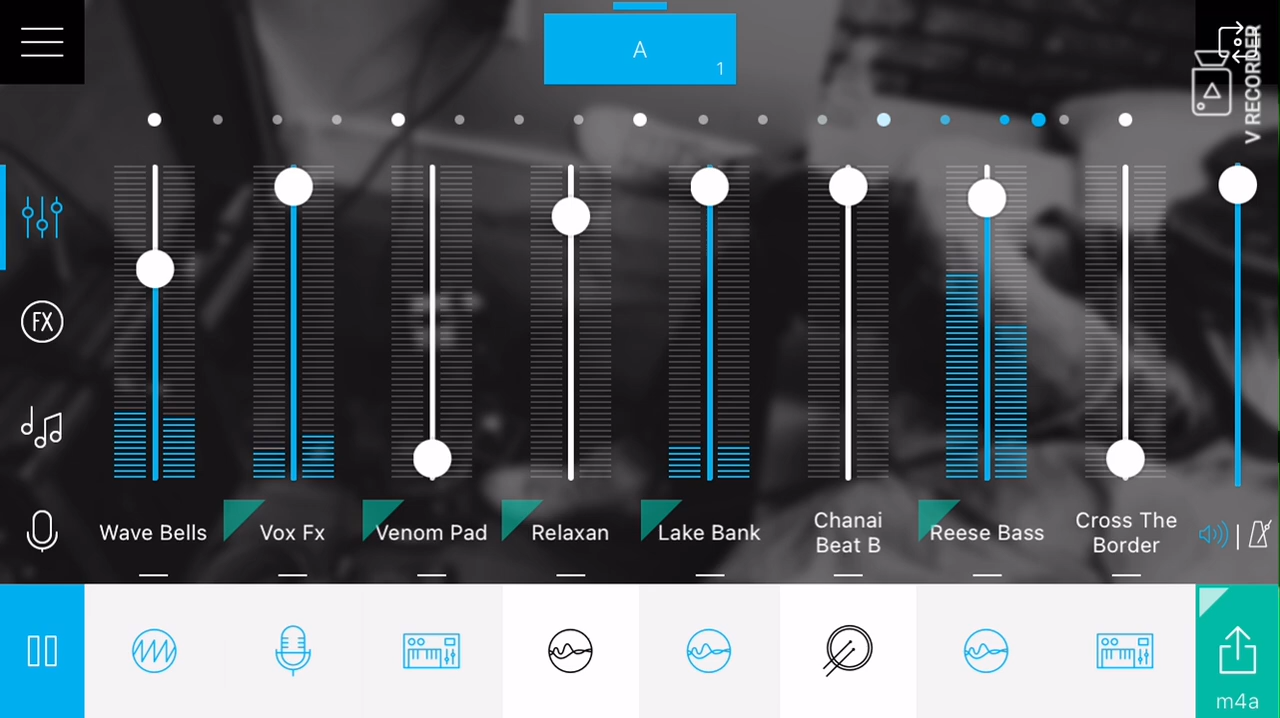 A
1
V RECORDER
FX
Wave Bells
Vox Fx
Venom Pad
Relaxan
Lake Bank
Chanai
Beat B
Reese Bass
Cross The
Border
m4a